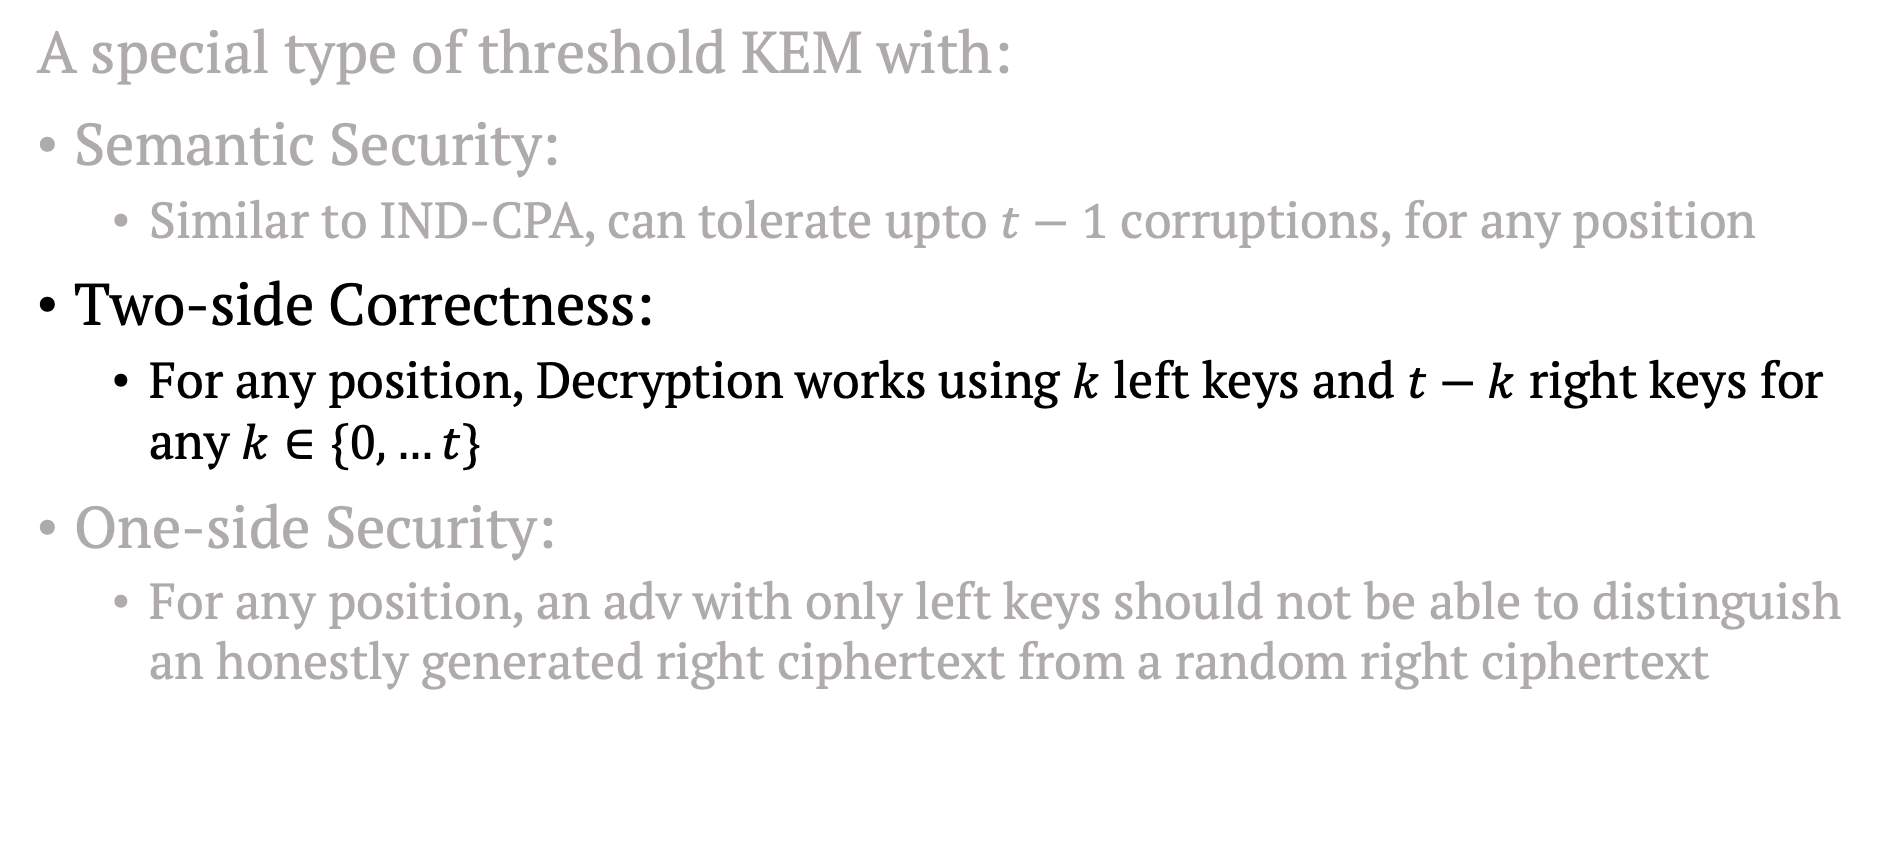 A special type of threshold KEM with:
• Semantic Security:
• Similar to IND-CPA, can tolerate upto t − 1 corruptions, for any position
• Two-side Correctness:
• For any position, Decryption works using k left keys and t − k right keys for
any k ∈ {0, ... t}
• One-side Security:
• For any position, an adv with only left keys should not be able to distinguish
an honestly generated right ciphertext from a random right ciphertext